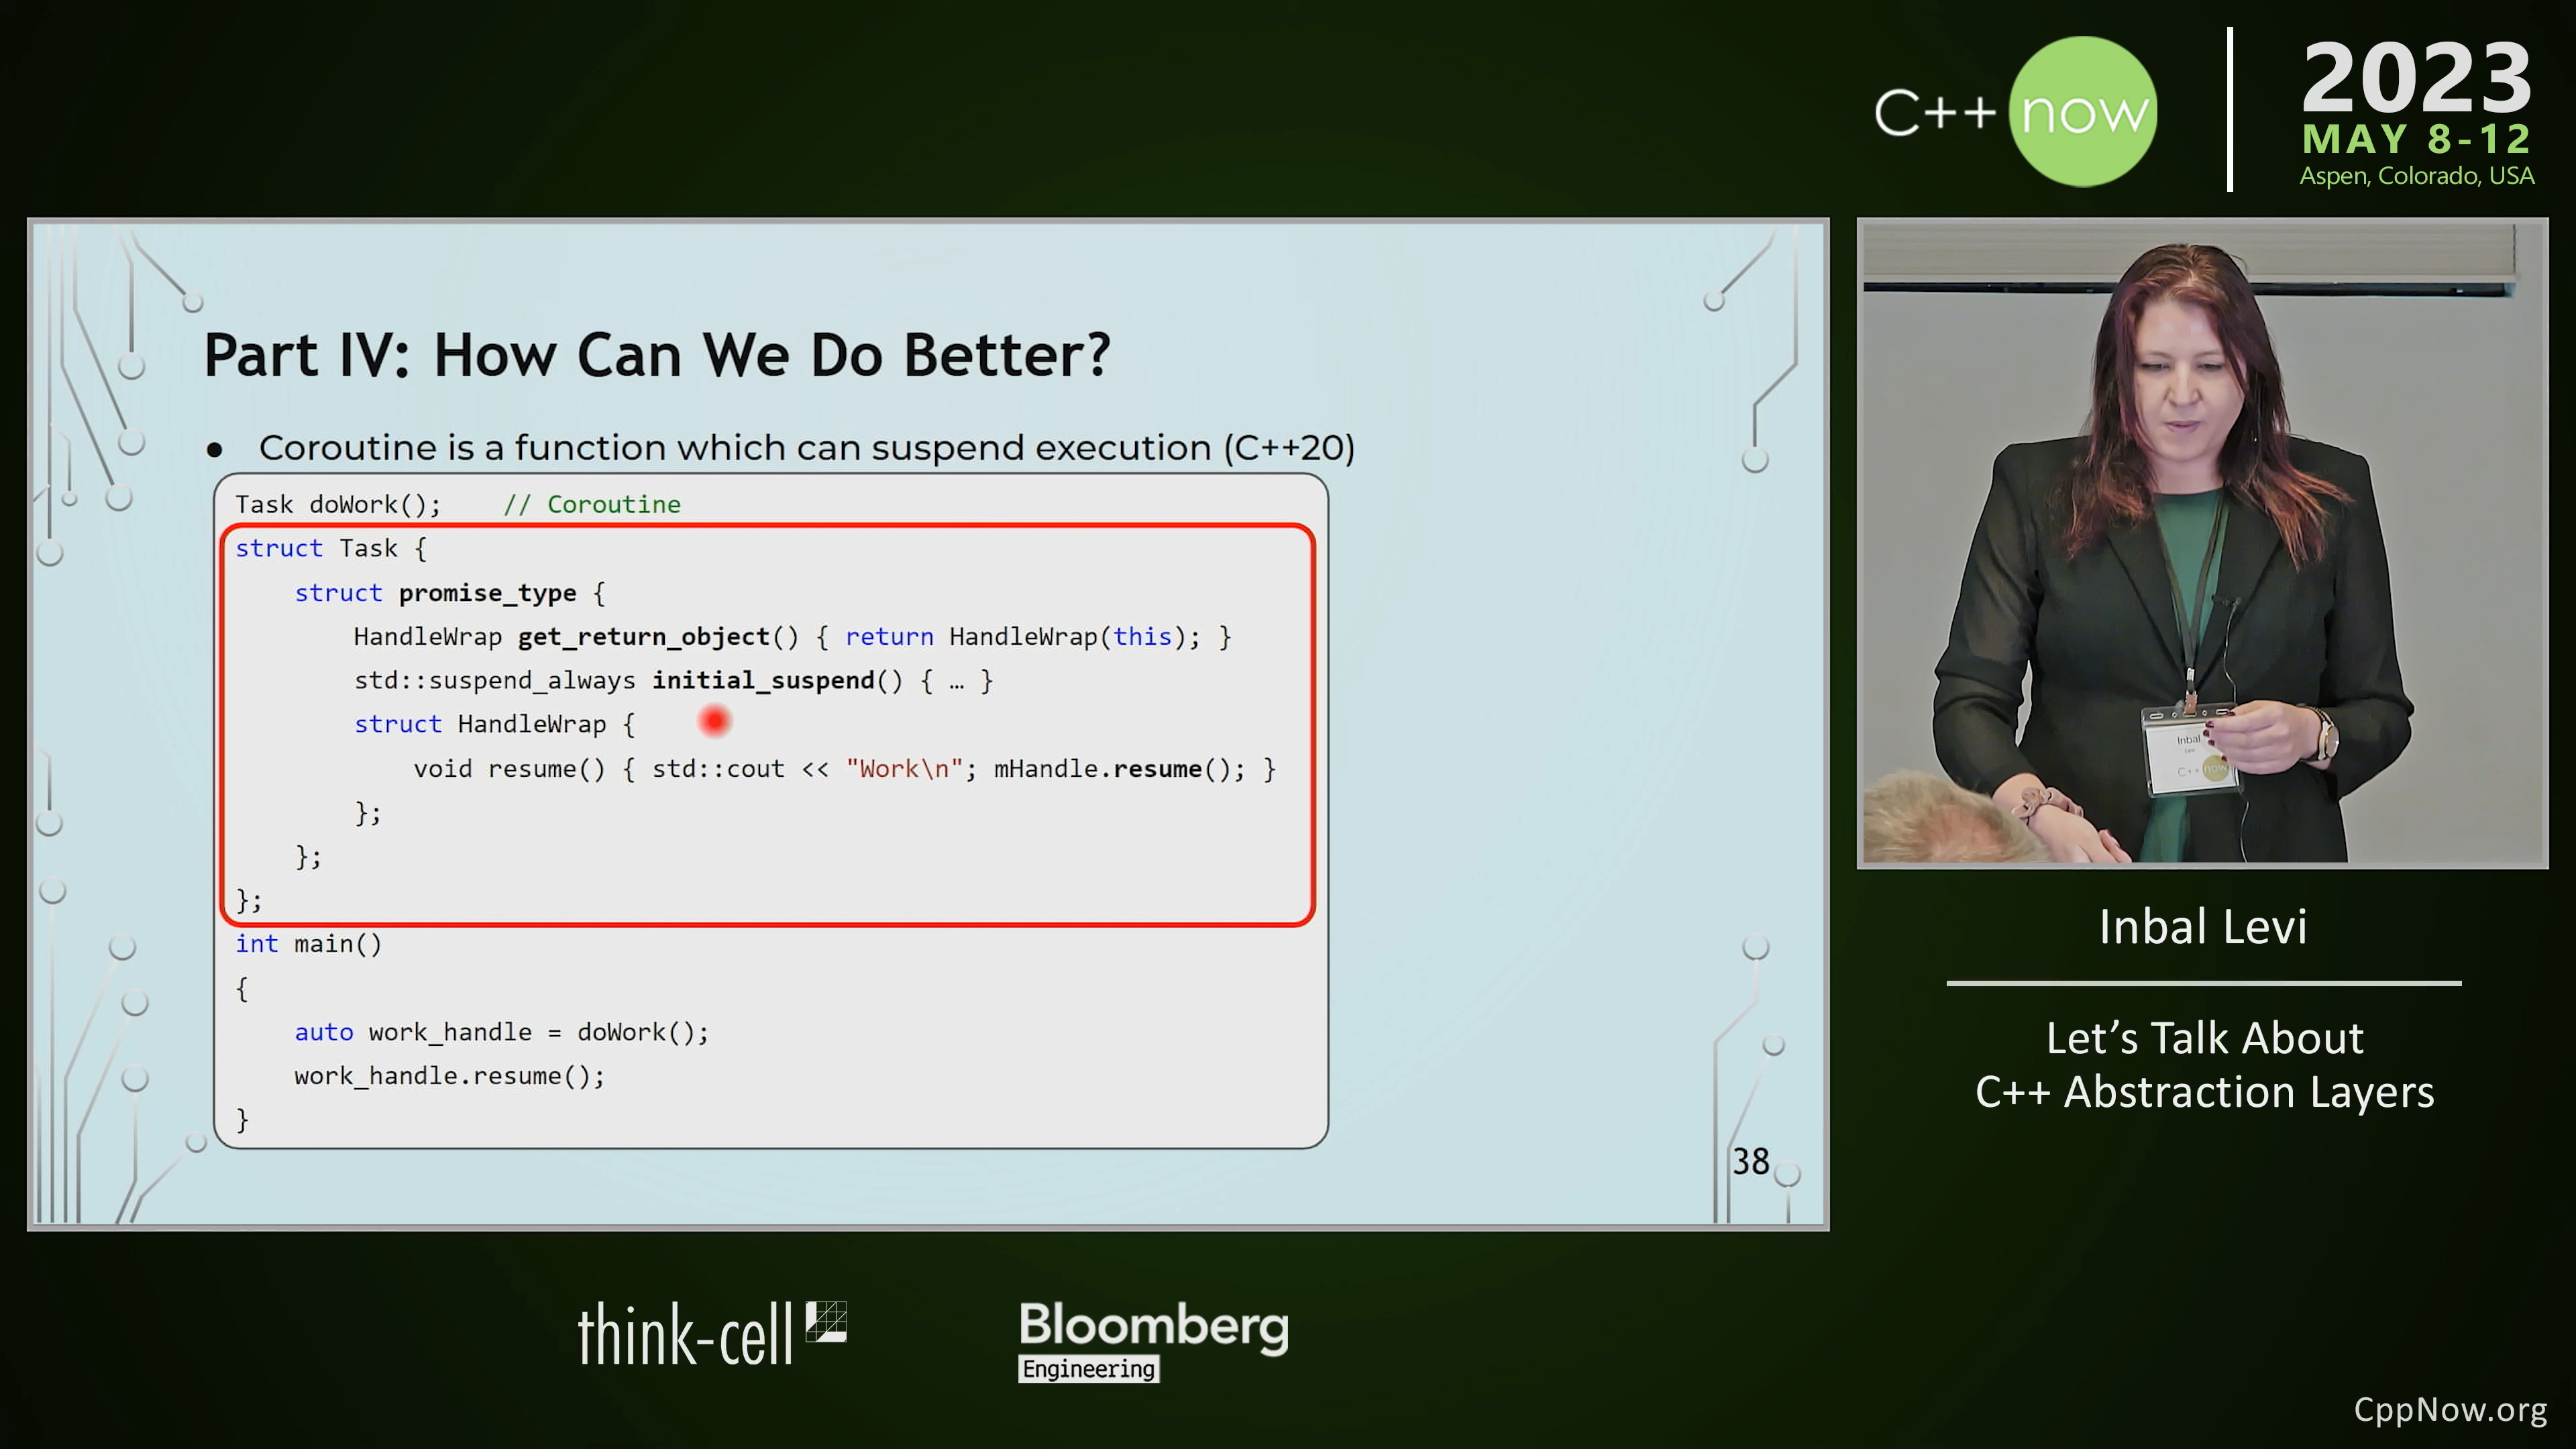 C++ now
2023
MAY 8-12
Aspen, Colorado, USA
Part IV: How Can We Do Better?
● Coroutine is a function which can suspend execution (C++20)
Task doWork();    // Coroutine
struct Task {
    struct promise_type {
        HandleWrap get_return_object() { return HandleWrap(this); }
        std::suspend_always initial_suspend() { … }
        struct HandleWrap {
            void resume() { std::cout << "Work\n"; mHandle.resume(); }
        };
    };
};
int main()
{
    auto work_handle = doWork();
    work_handle.resume();
}
38
Inbal
C++ now
Inbal Levi
Let’s Talk About
C++ Abstraction Layers
think-cell
Bloomberg
Engineering
CppNow.org